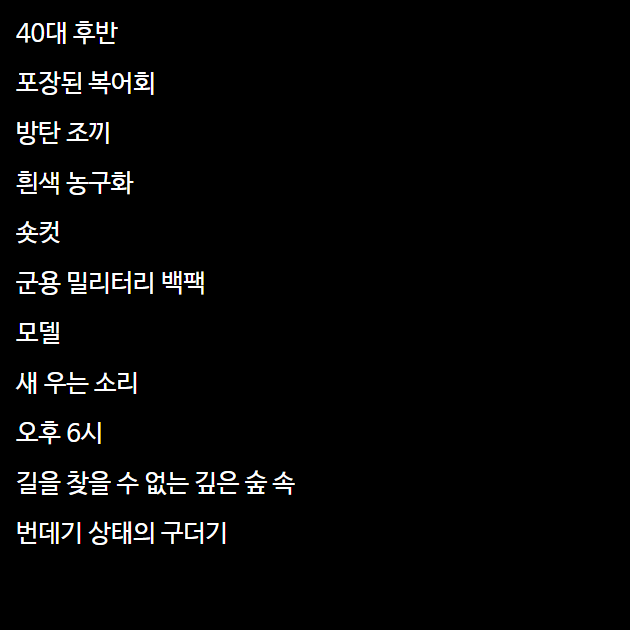 40대 후반
포장된 복어회
방탄 조끼
흰색 농구화
숏컷
군용 밀리터리 백팩
모델
새 우는 소리
오후 6시
길을 찾을 수 없는 깊은 숲 속
번데기 상태의 구더기